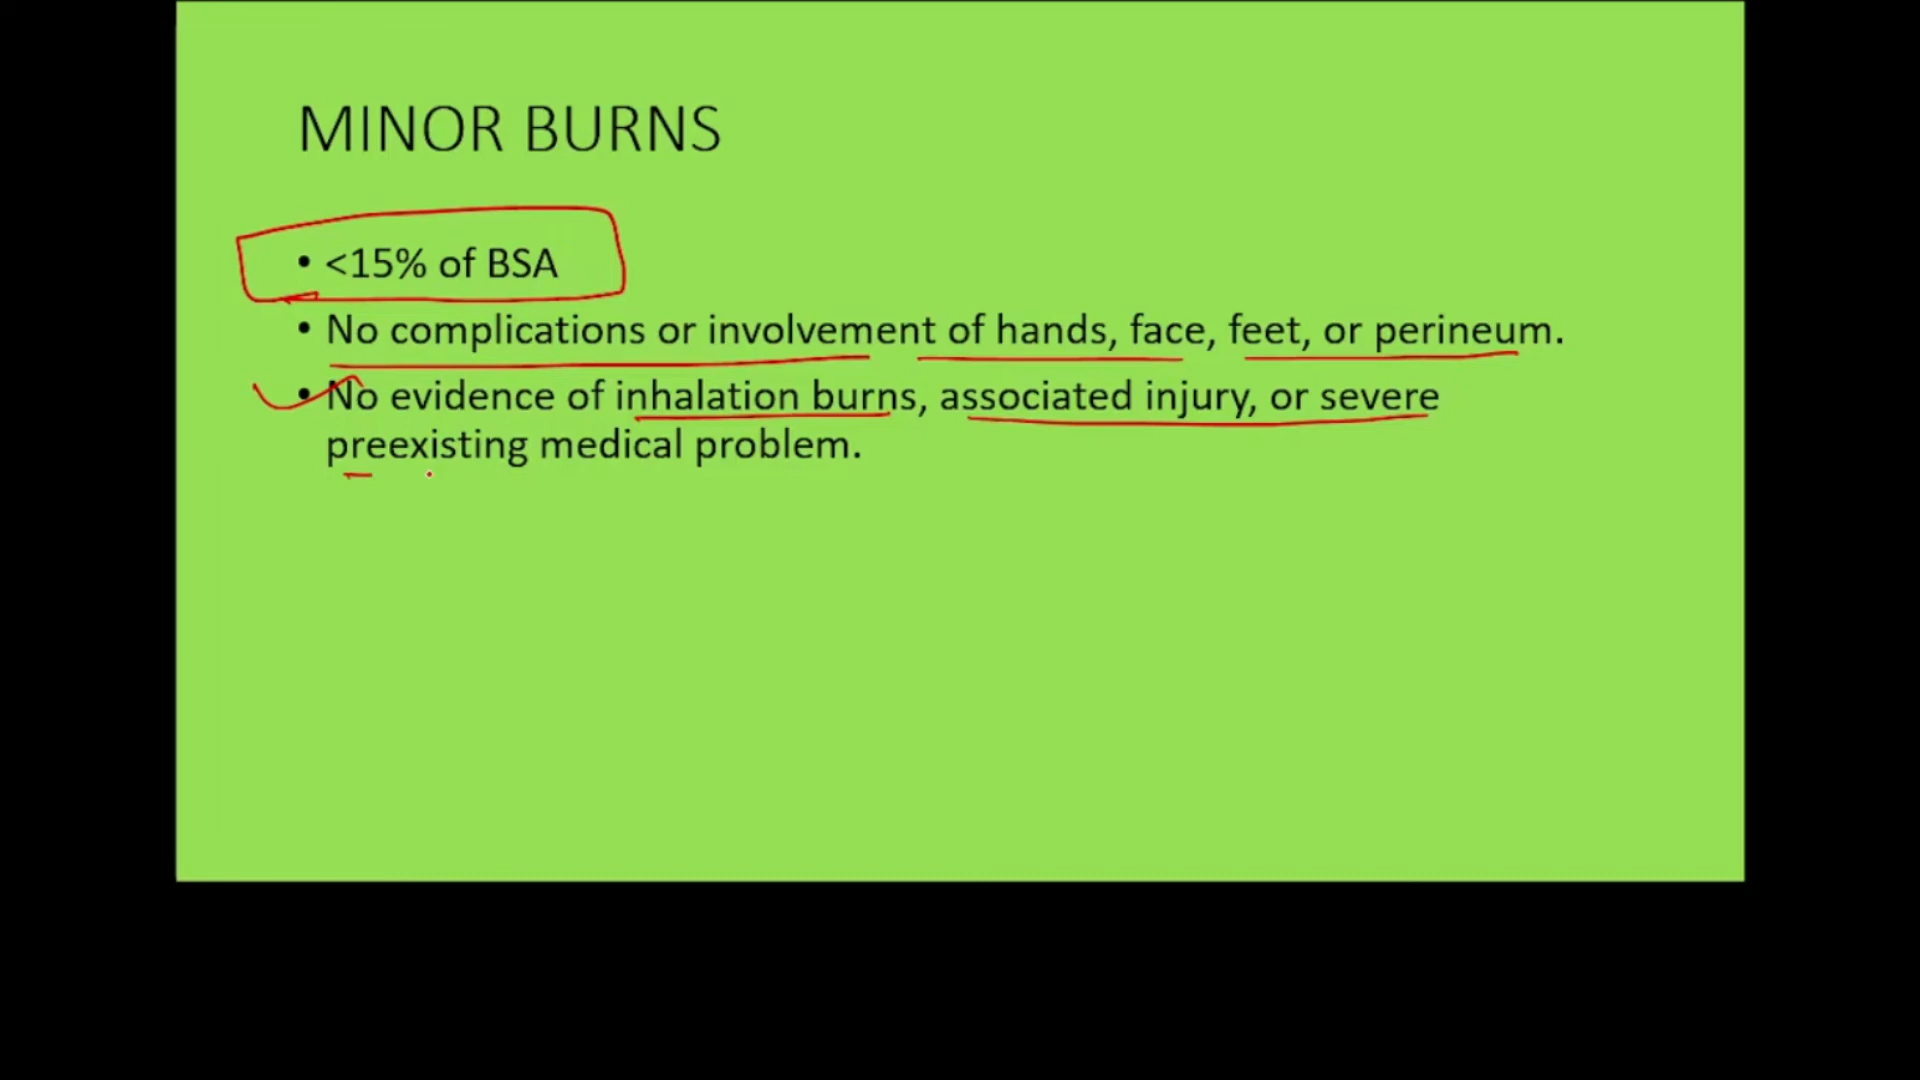 MINOR BURNS
• <15% of BSA
• No complications or involvement of hands, face, feet, or perineum.
• No evidence of inhalation burns, associated injury, or severe
preexisting medical problem.